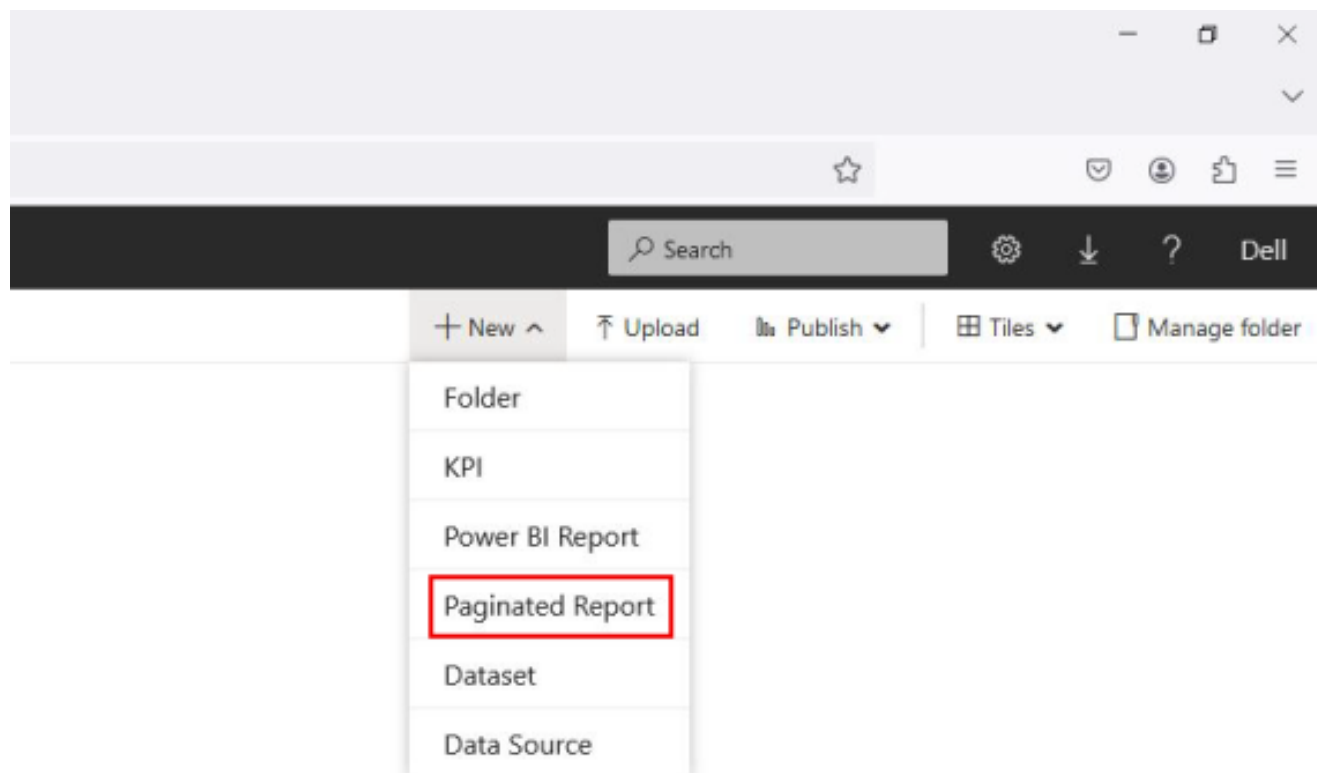 Search
Dell
New
Upload
Publish
Tiles
Manage folder
Folder
KPI
Power BI Report
Paginated Report
Dataset
Data Source